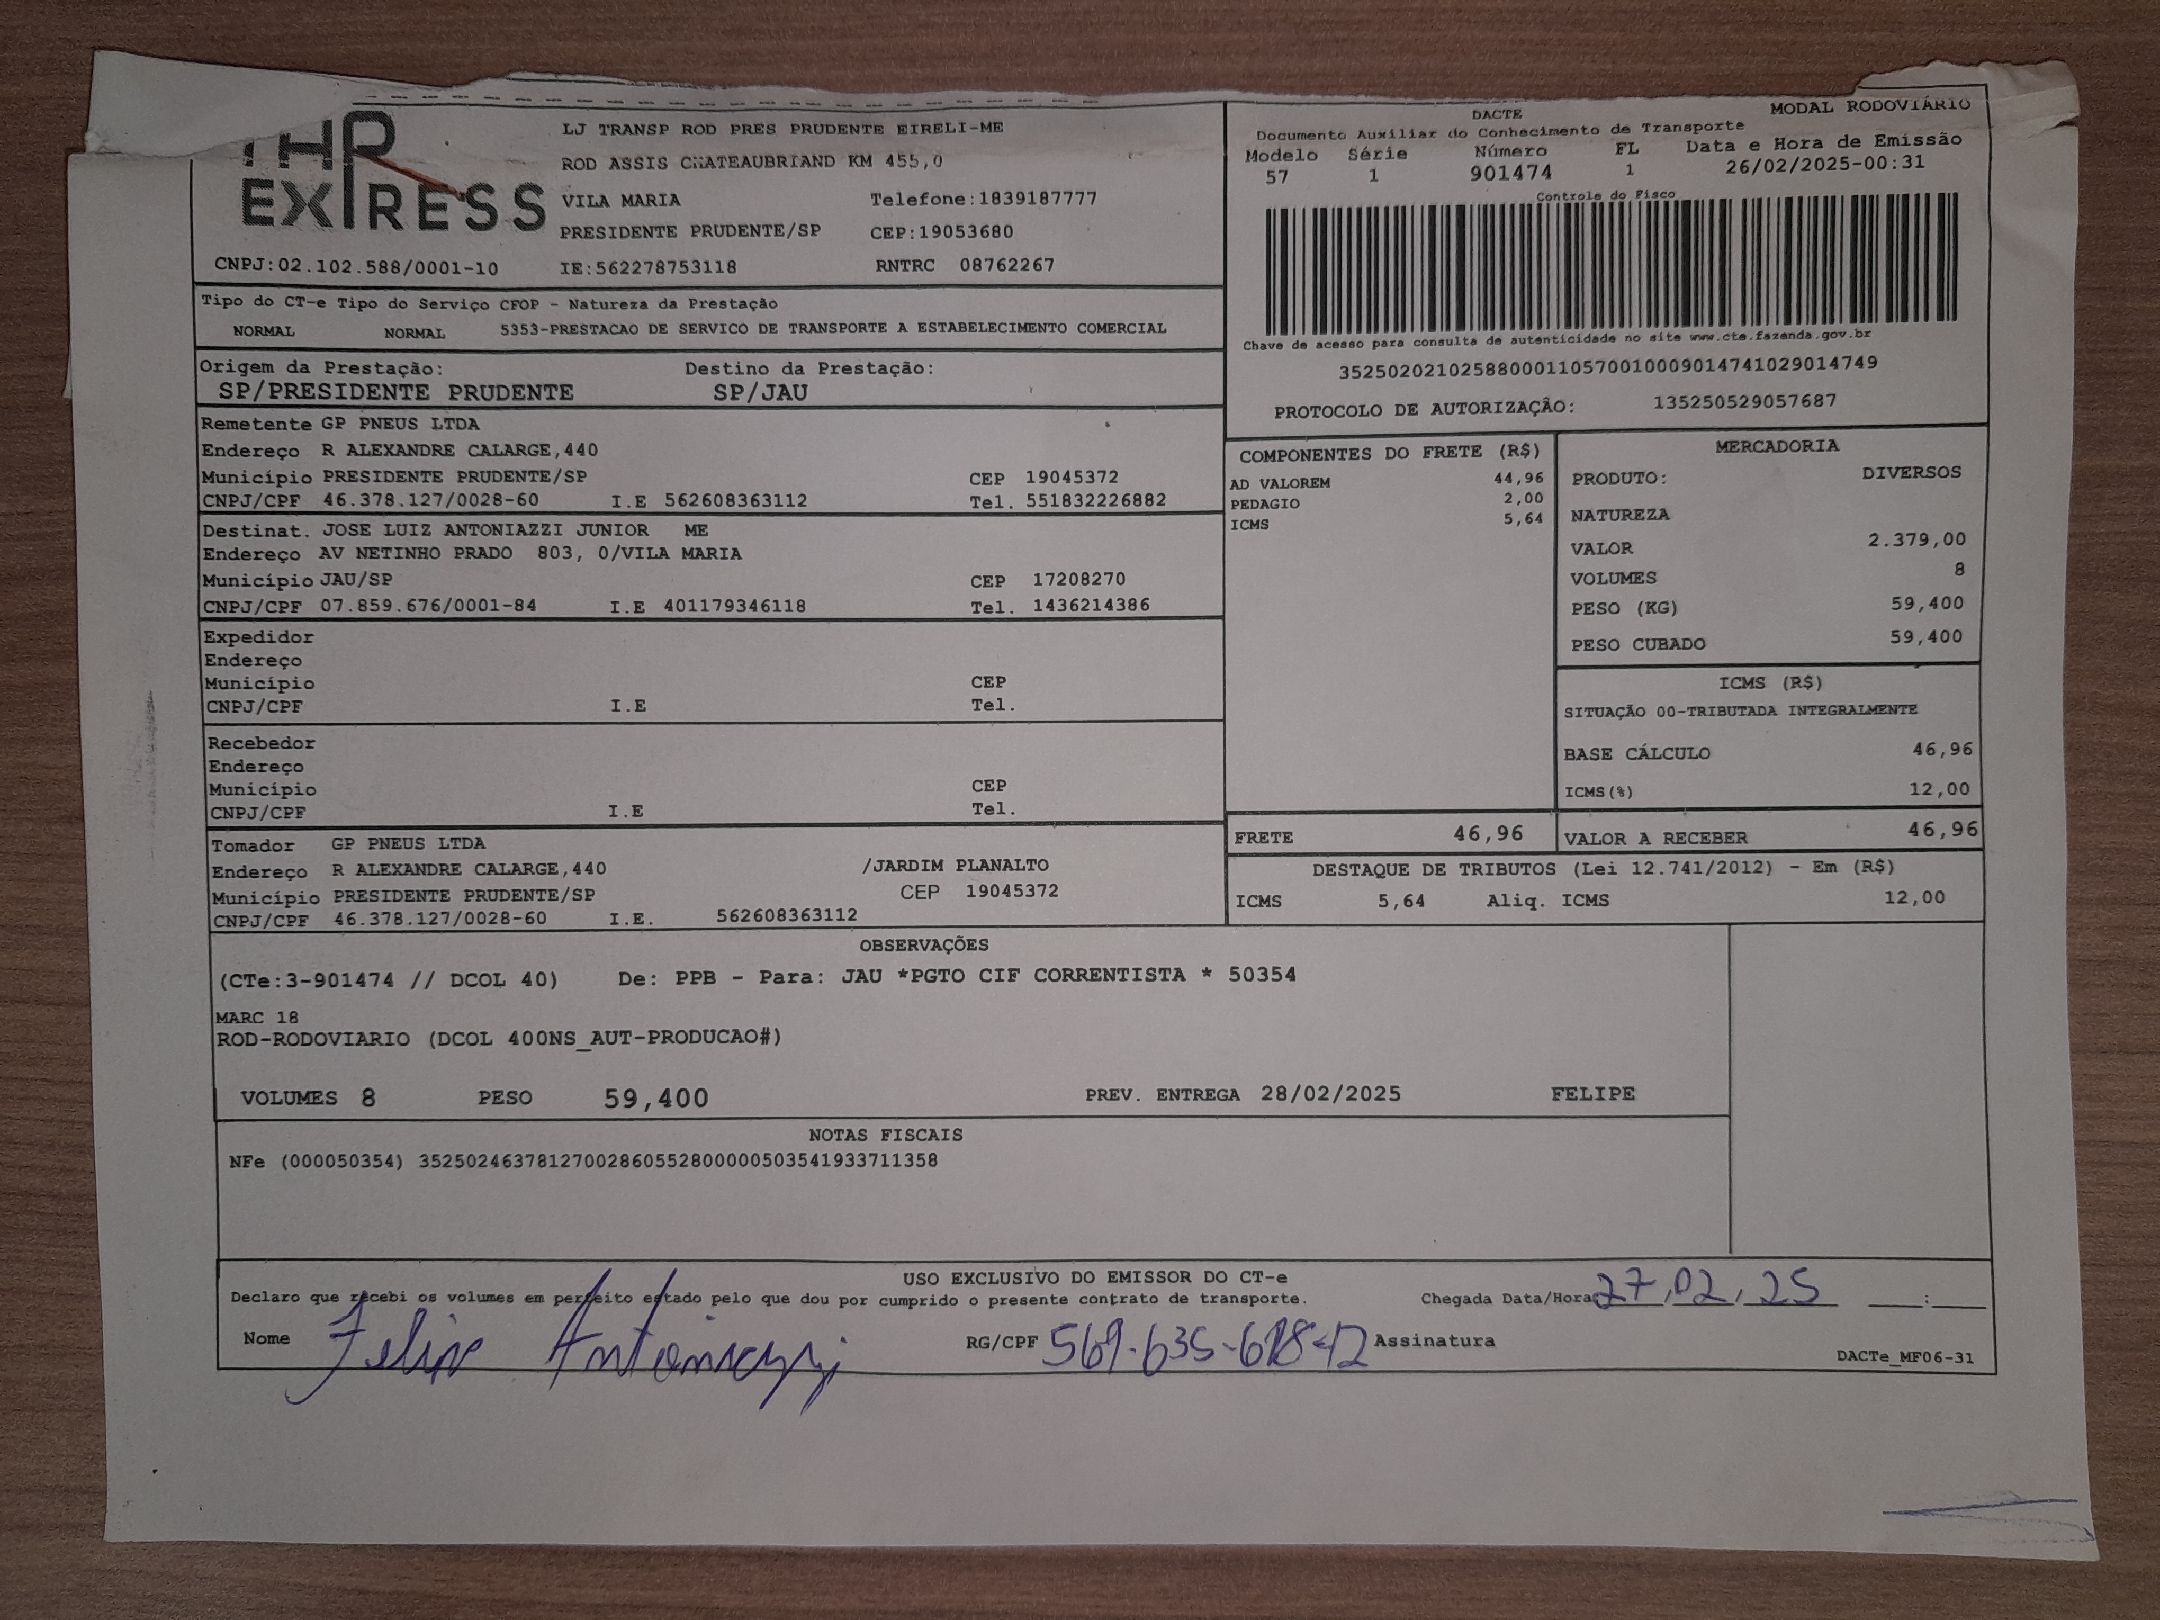 THP
EXPRESS
LJ TRANSP ROD PRES PRUDENTE EIRELI-ME
ROD ASSIS CHATEAUBRIAND KM 455,0
VILA MARIA Telefone:1839187777
PRESIDENTE PRUDENTE/SP CEP:19053680
CNPJ:02.102.588/0001-10 IE:562278753118 RNTRC 08762267
DACTE MODAL RODOVIÁRIO
Documento Auxiliar do Conhecimento de Transporte
Modelo Série Número FL Data e Hora de Emissão
57 1 901474 1 26/02/2025-00:31
Controle do Fisco
Chave de acesso para consulta de autenticidade no site www.cte.fazenda.gov.br
35250202102588000110570010009014741029014749
PROTOCOLO DE AUTORIZAÇÃO: 135250529057687
Tipo do CT-e Tipo do Serviço CFOP - Natureza da Prestação
NORMAL NORMAL 5353-PRESTACAO DE SERVICO DE TRANSPORTE A ESTABELECIMENTO COMERCIAL
Origem da Prestação: Destino da Prestação:
SP/PRESIDENTE PRUDENTE SP/JAU
Remetente GP PNEUS LTDA
Endereço R ALEXANDRE CALARGE,440
Município PRESIDENTE PRUDENTE/SP CEP 19045372
CNPJ/CPF 46.378.127/0028-60 I.E 562608363112 Tel. 551832226882
Destinat. JOSE LUIZ ANTONIAZZI JUNIOR ME
Endereço AV NETINHO PRADO 803, 0/VILA MARIA
Município JAU/SP CEP 17208270
CNPJ/CPF 07.859.676/0001-84 I.E 401179346118 Tel. 1436214386
Expedidor
Endereço
Município CEP
CNPJ/CPF I.E Tel.
Recebedor
Endereço
Município CEP
CNPJ/CPF I.E Tel.
Tomador GP PNEUS LTDA
Endereço R ALEXANDRE CALARGE,440 /JARDIM PLANALTO
Município PRESIDENTE PRUDENTE/SP CEP 19045372
CNPJ/CPF 46.378.127/0028-60 I.E. 562608363112
COMPONENTES DO FRETE (R$)
AD VALOREM 44,96
PEDAGIO 2,00
ICMS 5,64
FRETE 46,96
MERCADORIA
PRODUTO: DIVERSOS
NATUREZA
VALOR 2.379,00
VOLUMES 8
PESO (KG) 59,400
PESO CUBADO 59,400
ICMS (R$)
SITUAÇÃO 00-TRIBUTADA INTEGRALMENTE
BASE CÁLCULO 46,96
ICMS(%) 12,00
VALOR A RECEBER 46,96
DESTAQUE DE TRIBUTOS (Lei 12.741/2012) - Em (R$)
ICMS 5,64 Aliq. ICMS 12,00
OBSERVAÇÕES
(CTe:3-901474 // DCOL 40) De: PPB - Para: JAU *PGTO CIF CORRENTISTA * 50354
MARC 18
ROD-RODOVIARIO (DCOL 400NS_AUT-PRODUCAO#)
VOLUMES 8 PESO 59,400 PREV. ENTREGA 28/02/2025 FELIPE
NOTAS FISCAIS
NFe (000050354) 35250246378127002860552800000503541933711358
USO EXCLUSIVO DO EMISSOR DO CT-e
Declaro que recebi os volumes em perfeito estado pelo que dou por cumprido o presente contrato de transporte. Chegada Data/Hora 27,02,25 ____:____
Nome Felipe Antoniazzi RG/CPF Assinatura
DACTe_MF06-31